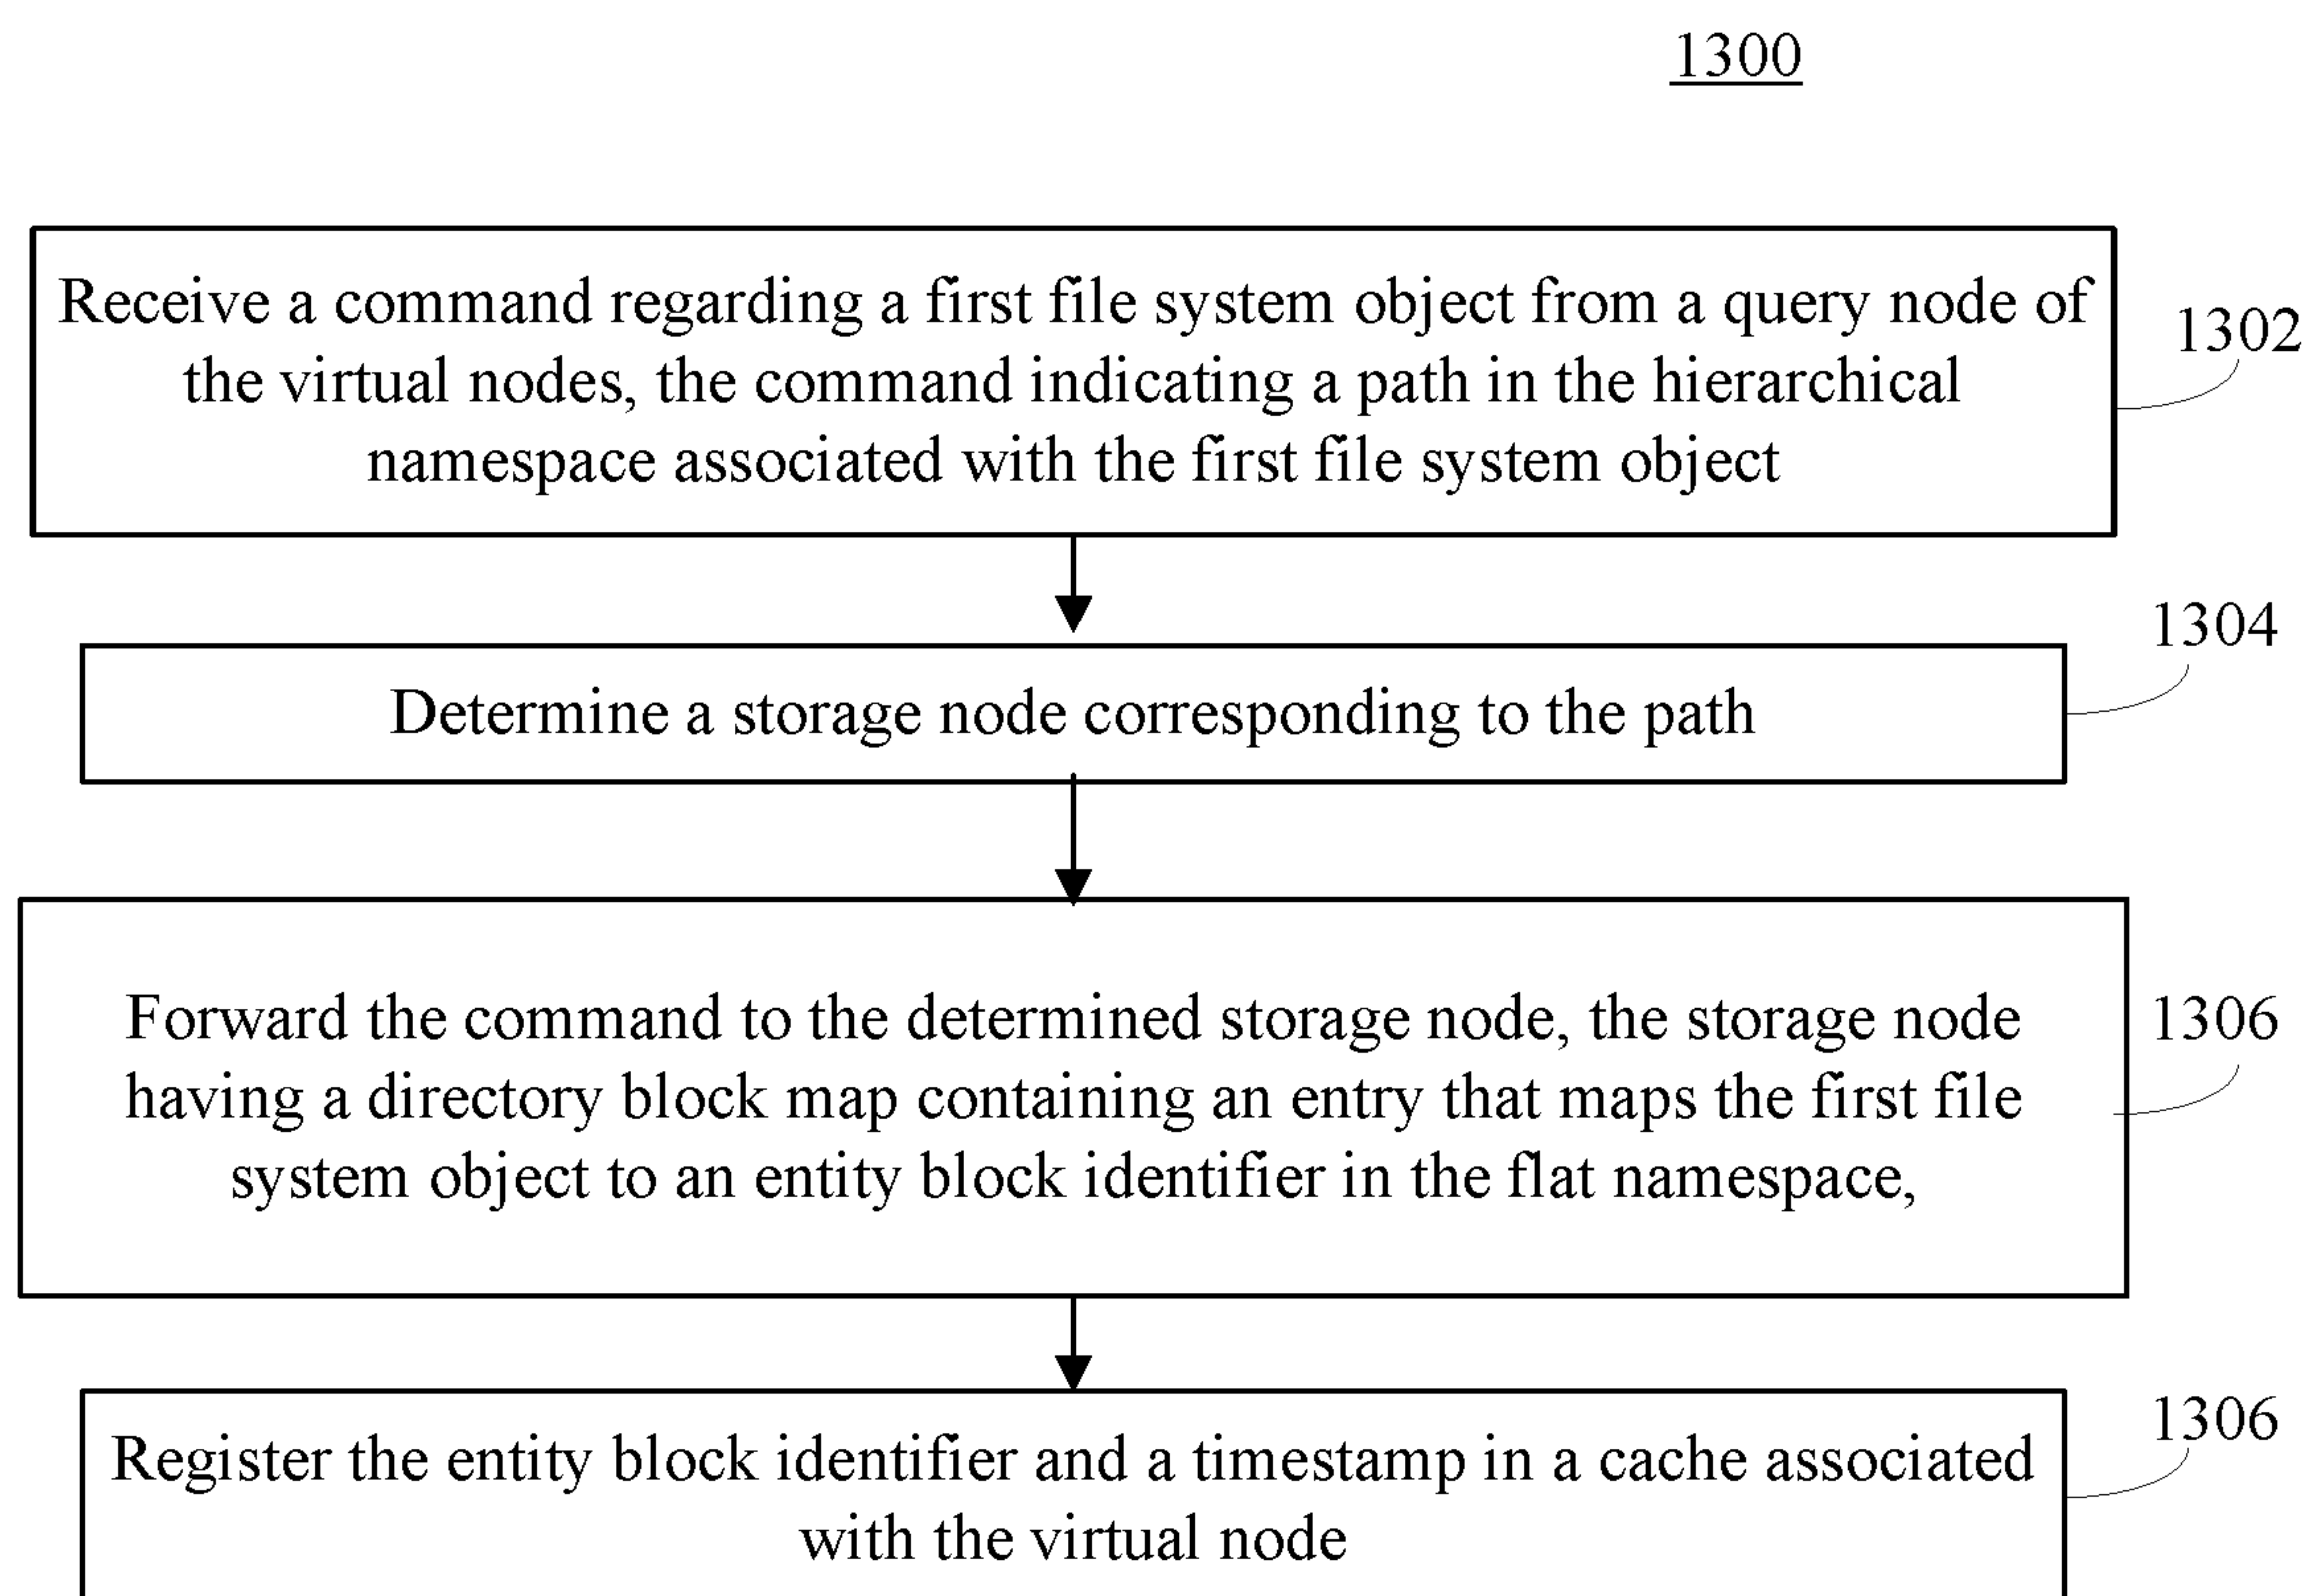 1300
Receive a command regarding a first file system object from a query node of
the virtual nodes, the command indicating a path in the hierarchical
namespace associated with the first file system object
1302
Determine a storage node corresponding to the path
1304
Forward the command to the determined storage node, the storage node
having a directory block map containing an entry that maps the first file
system object to an entity block identifier in the flat namespace,
1306
Register the entity block identifier and a timestamp in a cache associated
with the virtual node
1306